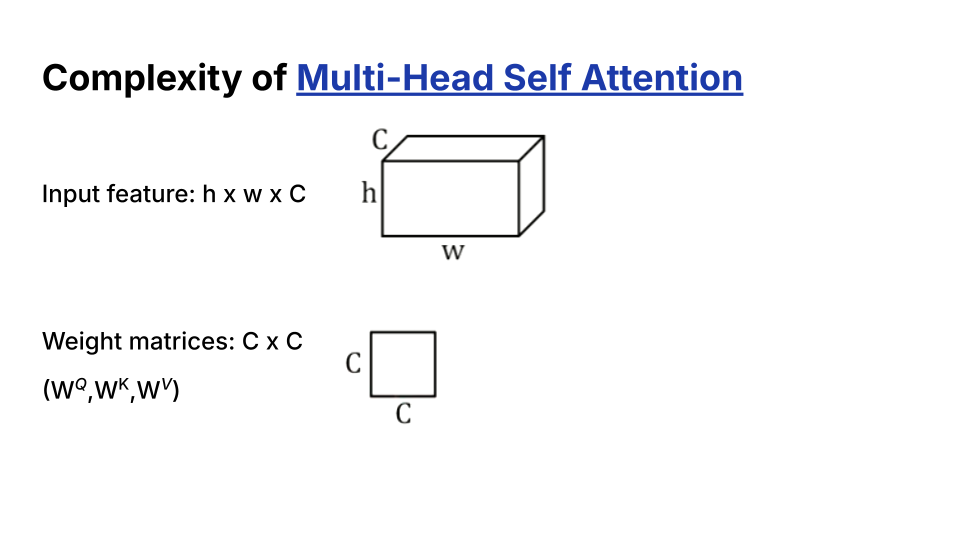 Complexity of Multi-Head Self Attention
C
Input feature: h x w x C
h
w
Weight matrices: C x C
C
(W^Q,W^K,W^V)
C